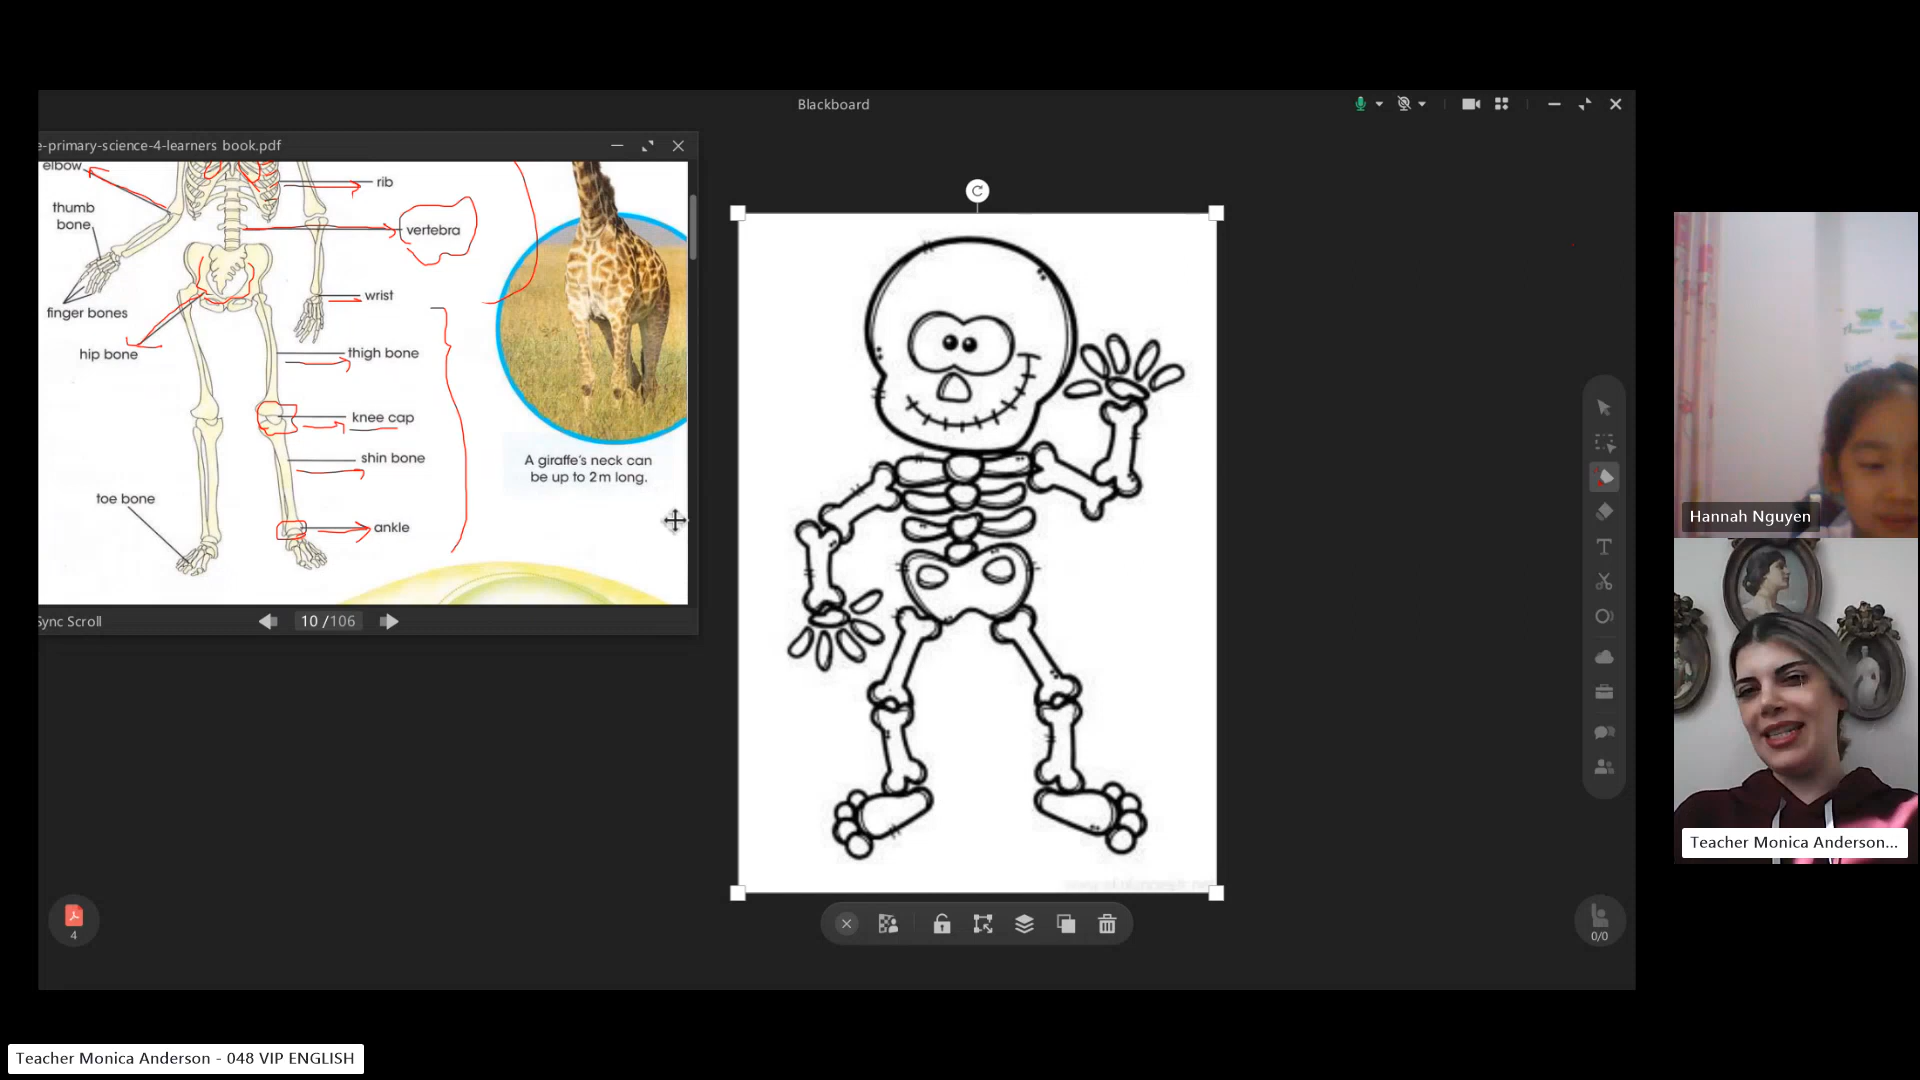 Blackboard
e-primary-science-4-learners book.pdf
elbow
rib
thumb
bone
vertebra
wrist
finger bones
hip bone
thigh bone
knee cap
shin bone
toe bone
ankle
A giraffe's neck can
be up to 2 m long.
Sync Scroll
10 /106
4
0/0
Hannah Nguyen
Teacher Monica Anderson...
Teacher Monica Anderson - 048 VIP ENGLISH